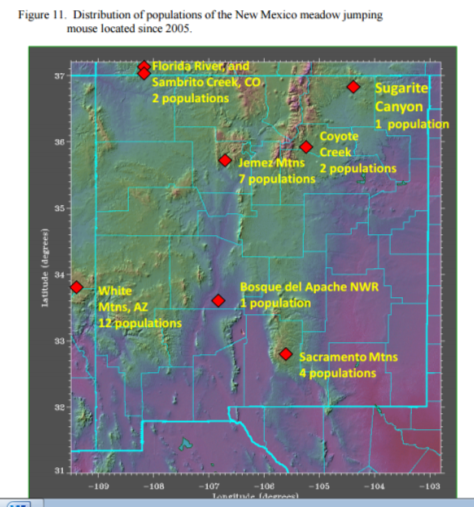 Figure 11. Distribution of populations of the New Mexico meadow jumping
mouse located since 2005.
37
Florida River, and
Sambrito Creek, CO
2 populations
Sugarite
Canyon
1 population
36
Coyote
Creek
2 populations
Jemez Mtns
7 populations
35
Latitude (degrees)
34
White
Mtns, AZ
12 populations
Bosque del Apache NWR
1 population
33
Sacramento Mtns
4 populations
32
31
-109 -108 -107 -106 -105 -104 -103
Longitude (degrees)